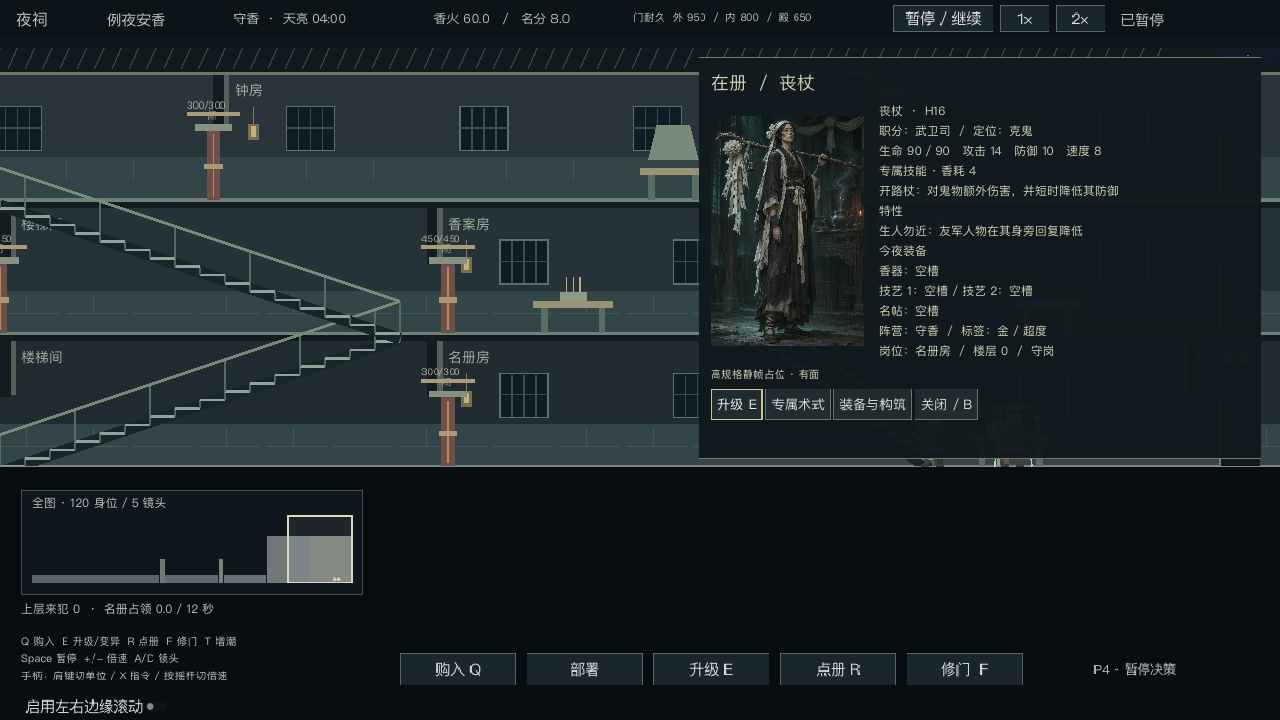 夜祠
例夜安香
守香 · 天亮 04:00
香火 60.0 / 名分 8.0
门耐久 外 950 / 内 800 / 殿 650
暂停 / 继续
1×
2×
已暂停
钟房
300/300
香案房
450/450
楼梯间
名册房
300/300
在册 / 丧杖
丧杖 · H16
职分：武卫司 / 定位：克鬼
生命 90 / 90 攻击 14 防御 10 速度 8
专属技能 · 香耗 4
开路杖：对鬼物额外伤害，并短时降低其防御
特性
生人勿近：友军人物在其身旁回复降低
今夜装备
香器：空槽
技艺 1：空槽 / 技艺 2：空槽
名帖：空槽
阵营：守香 / 标签：金 / 超度
岗位：名册房 / 楼层 0 / 守岗
高规格静帧占位 · 有面
升级 E
专属术式
装备与构筑
关闭 / B
全图 · 120 身位 / 5 镜头
上层来犯 0 · 名册占领 0.0 / 12 秒
Q 购入 E 升级/变异 R 点册 F 修门 T 增潮
Space 暂停 +/− 倍速 A/D 镜头
手柄：肩键切单位 / X 指令 / 按摇杆切倍速
启用左右边缘滚动
购入 Q
部署
升级 E
点册 R
修门 F
P4 - 暂停决策